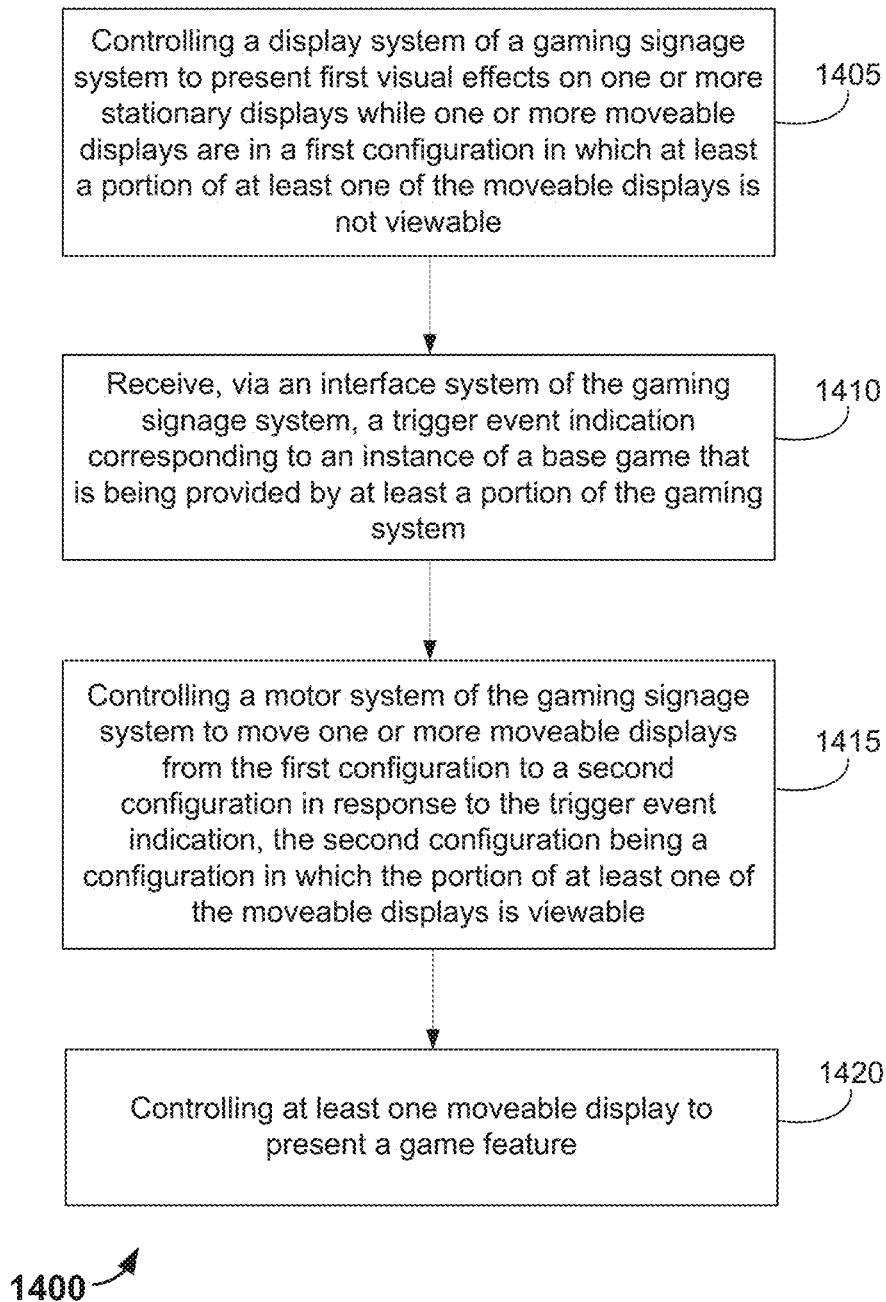 Controlling a display system of a gaming signage
system to present first visual effects on one or more
stationary displays while one or more moveable
displays are in a first configuration in which at least
a portion of at least one of the moveable displays is
not viewable
1405
Receive, via an interface system of the gaming
signage system, a trigger event indication
corresponding to an instance of a base game that
is being provided by at least a portion of the gaming
system
1410
Controlling a motor system of the gaming signage
system to move one or more moveable displays
from the first configuration to a second
configuration in response to the trigger event
indication, the second configuration being a
configuration in which the portion of at least one of
the moveable displays is viewable
1415
Controlling at least one moveable display to
present a game feature
1420
1400